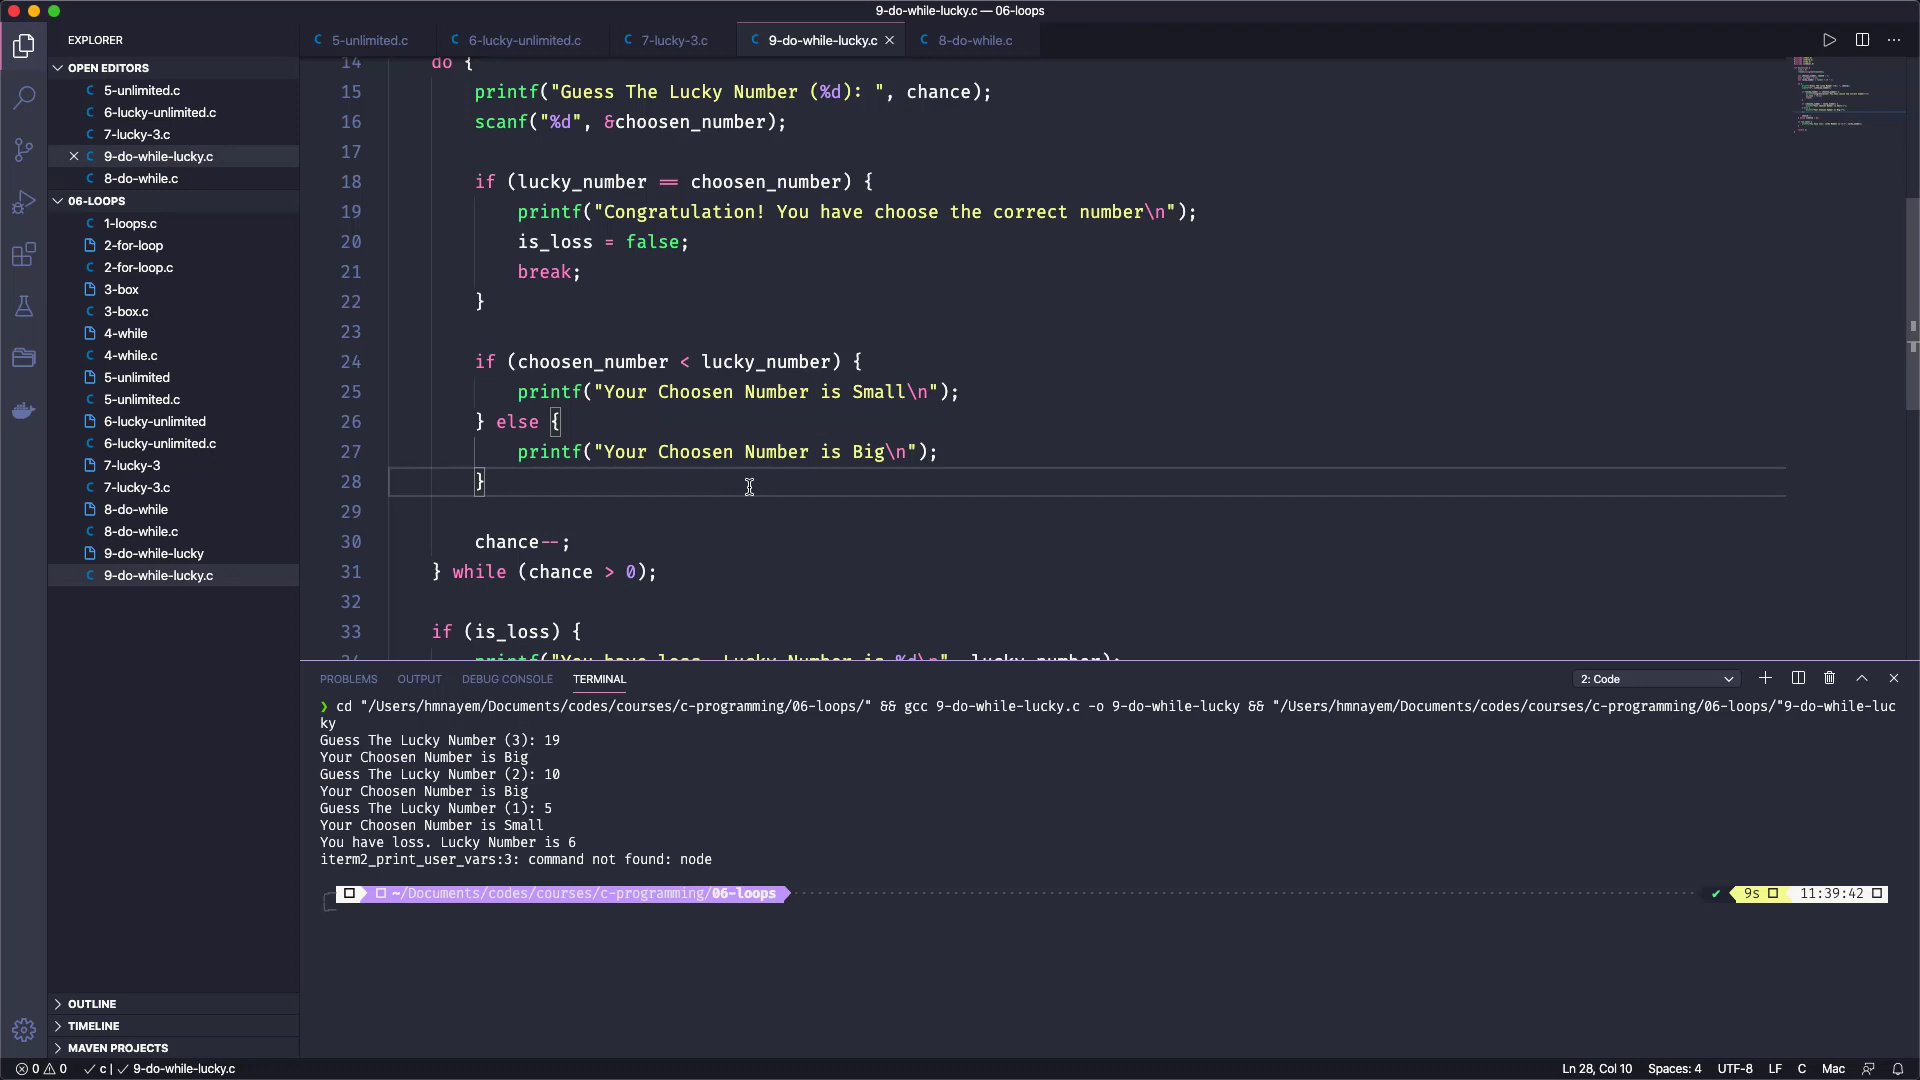 9-do-while-lucky.c — 06-loops
EXPLORER
OPEN EDITORS
5-unlimited.c
6-lucky-unlimited.c
7-lucky-3.c
9-do-while-lucky.c
8-do-while.c
06-LOOPS
1-loops.c
2-for-loop
2-for-loop.c
3-box
3-box.c
4-while
4-while.c
5-unlimited
5-unlimited.c
6-lucky-unlimited
6-lucky-unlimited.c
7-lucky-3
7-lucky-3.c
8-do-while
8-do-while.c
9-do-while-lucky
9-do-while-lucky.c
OUTLINE
TIMELINE
MAVEN PROJECTS
5-unlimited.c 6-lucky-unlimited.c 7-lucky-3.c 9-do-while-lucky.c 8-do-while.c
14 do {
15 printf("Guess The Lucky Number (%d): ", chance);
16 scanf("%d", &choosen_number);
17
18 if (lucky_number == choosen_number) {
19 printf("Congratulation! You have choose the correct number\n");
20 is_loss = false;
21 break;
22 }
23
24 if (choosen_number < lucky_number) {
25 printf("Your Choosen Number is Small\n");
26 } else {
27 printf("Your Choosen Number is Big\n");
28 }
29
30 chance--;
31 } while (chance > 0);
32
33 if (is_loss) {
34 printf("You have loss. Lucky Number is %d\n", lucky_number);
PROBLEMS OUTPUT DEBUG CONSOLE TERMINAL 2: Code
❯ cd "/Users/hmnayem/Documents/codes/courses/c-programming/06-loops/" && gcc 9-do-while-lucky.c -o 9-do-while-lucky && "/Users/hmnayem/Documents/codes/courses/c-programming/06-loops/"9-do-while-luc
ky
Guess The Lucky Number (3): 19
Your Choosen Number is Big
Guess The Lucky Number (2): 10
Your Choosen Number is Big
Guess The Lucky Number (1): 5
Your Choosen Number is Small
You have loss. Lucky Number is 6
iterm2_print_user_vars:3: command not found: node
~/Documents/codes/courses/c-programming/06-loops 9s 11:39:42
0 0 c | 9-do-while-lucky.c Ln 28, Col 10 Spaces: 4 UTF-8 LF C Mac